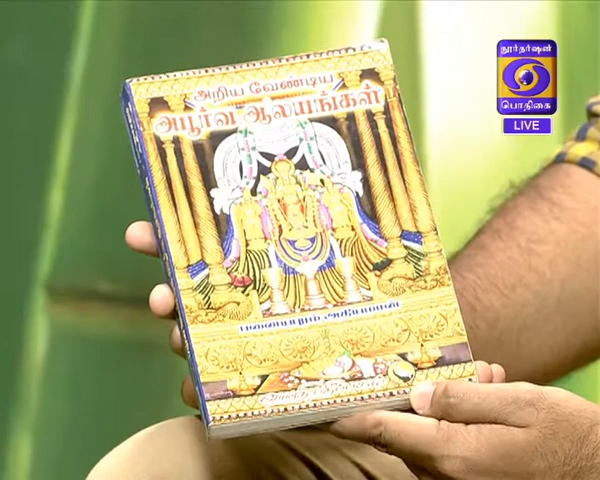 அறிய வேண்டிய
அபூர்வ ஆலயங்கள்
பனையபுரம் அதியமான்
தூர்தர்ஷன்
பொதிகை
LIVE